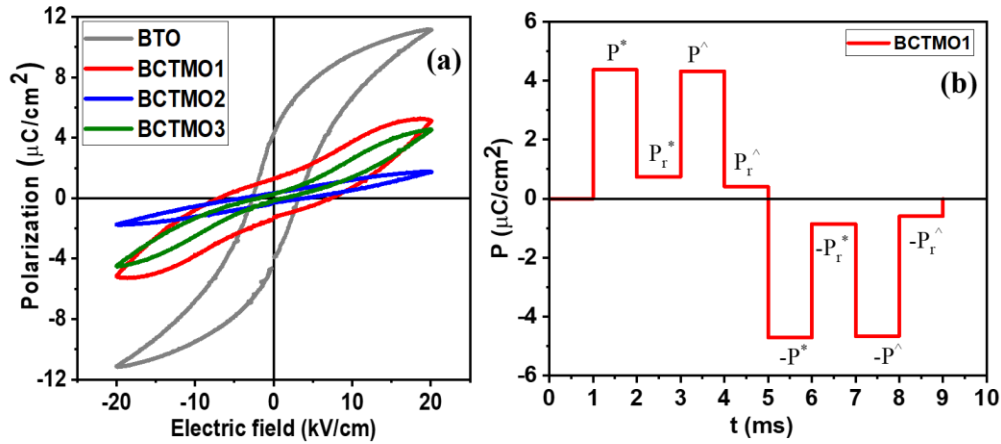 12
8
4
0
-4
-8
-12
Polarization (μC/cm²)
BTO
BCTMO1
BCTMO2
BCTMO3
(a)
-20 -10 0 10 20
Electric field (kV/cm)
6
4
2
0
-2
-4
-6
P (μC/cm²)
BCTMO1
(b)
P*
P^
Pᵣ*
Pᵣ^
-Pᵣ*
-Pᵣ^
-P*
-P^
0 1 2 3 4 5 6 7 8 9 10
t (ms)